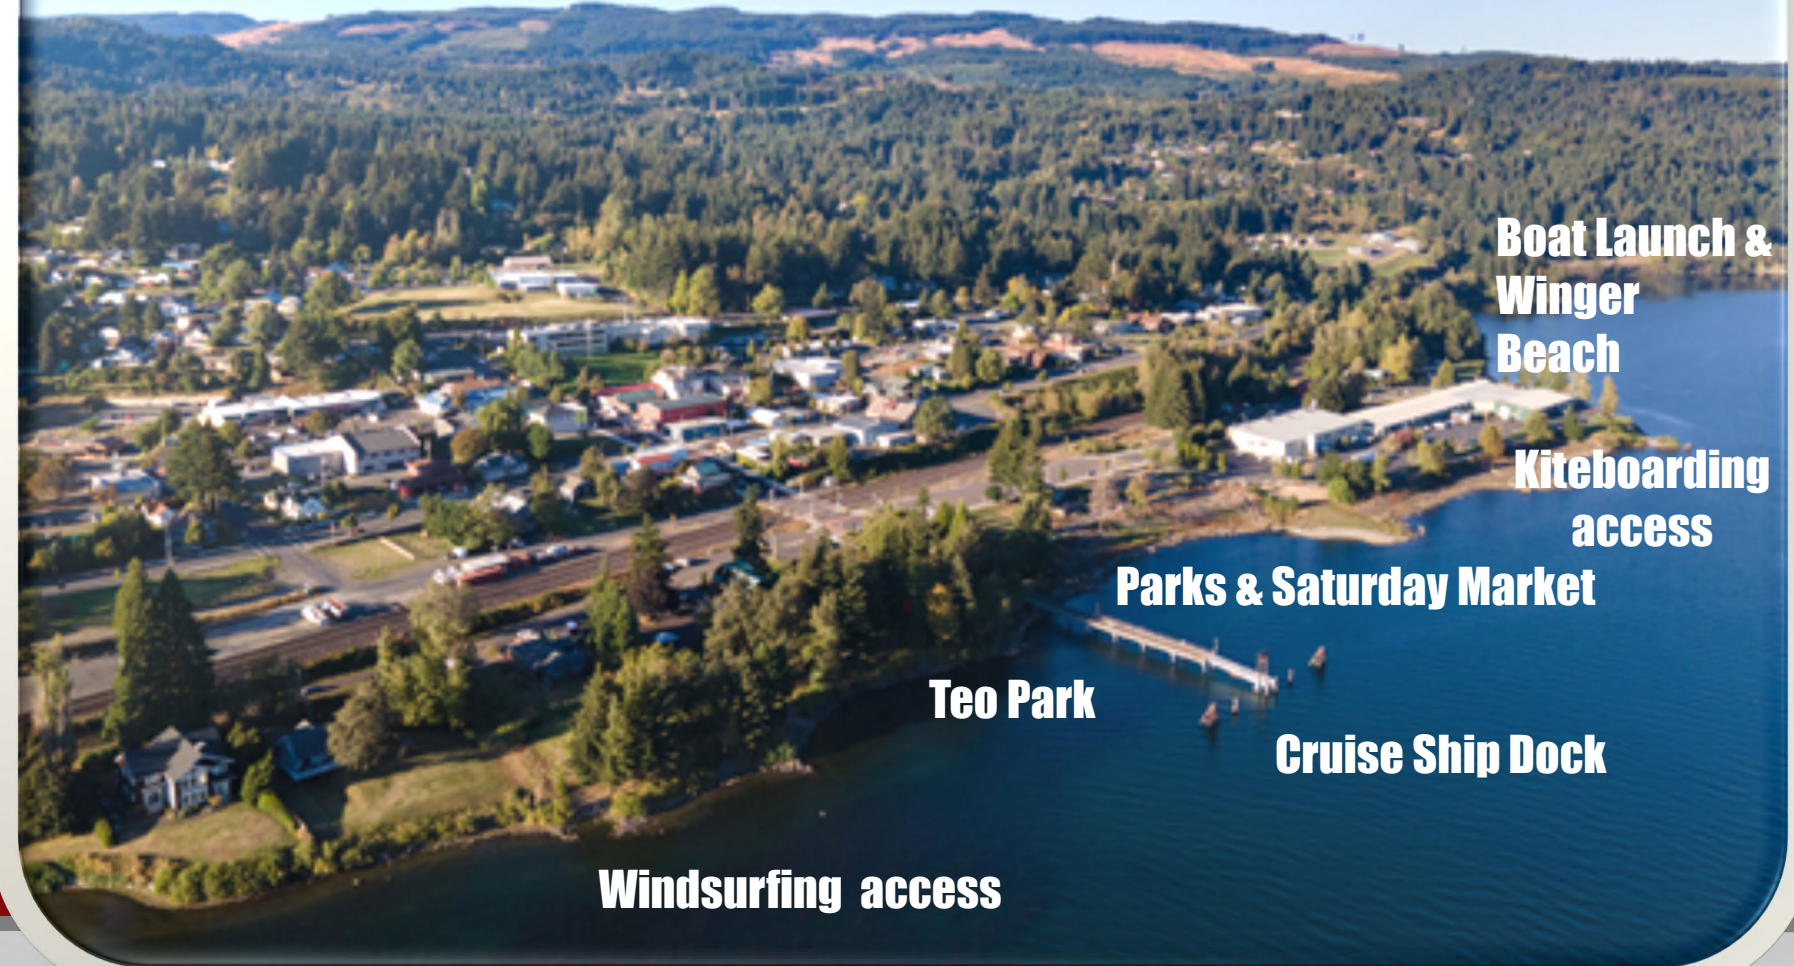 Boat Launch &
Winger
Beach
Kiteboarding
access
Parks & Saturday Market
Teo Park
Cruise Ship Dock
Windsurfing access